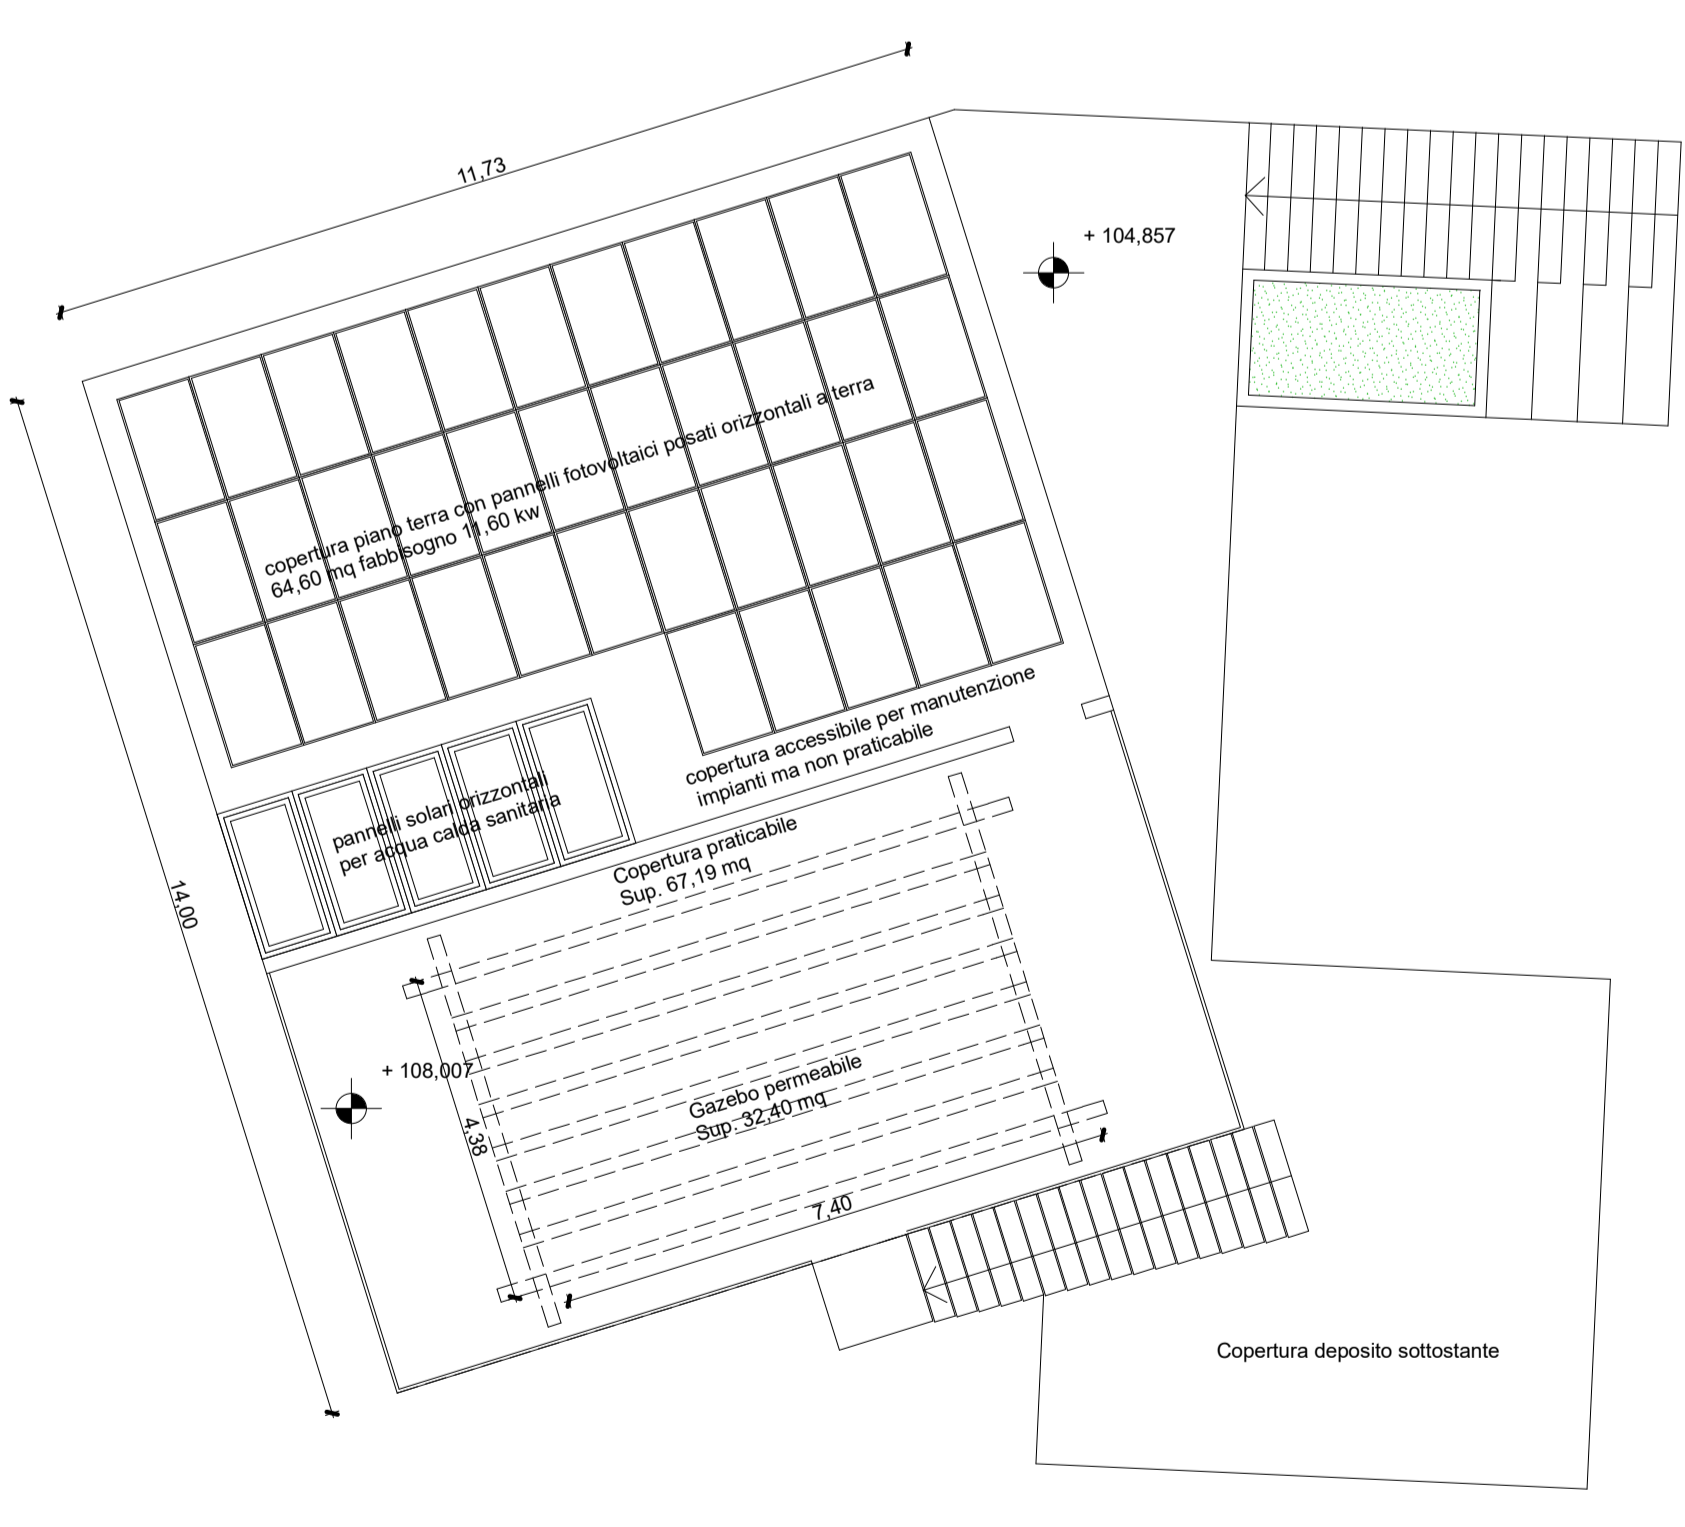 11,73
+ 104,857
copertura piano terra con pannelli fotovoltaici posati orizzontali a terra
64,60 mq fabbisogno 11,60 kw
copertura accessibile per manutenzione
impianti ma non praticabile
pannelli solari orizzontali
per acqua calda sanitaria
Copertura praticabile
Sup. 67,19 mq
14,00
+ 108,007
4,38
Gazebo permeabile
Sup. 32,40 mq
7,40
Copertura deposito sottostante